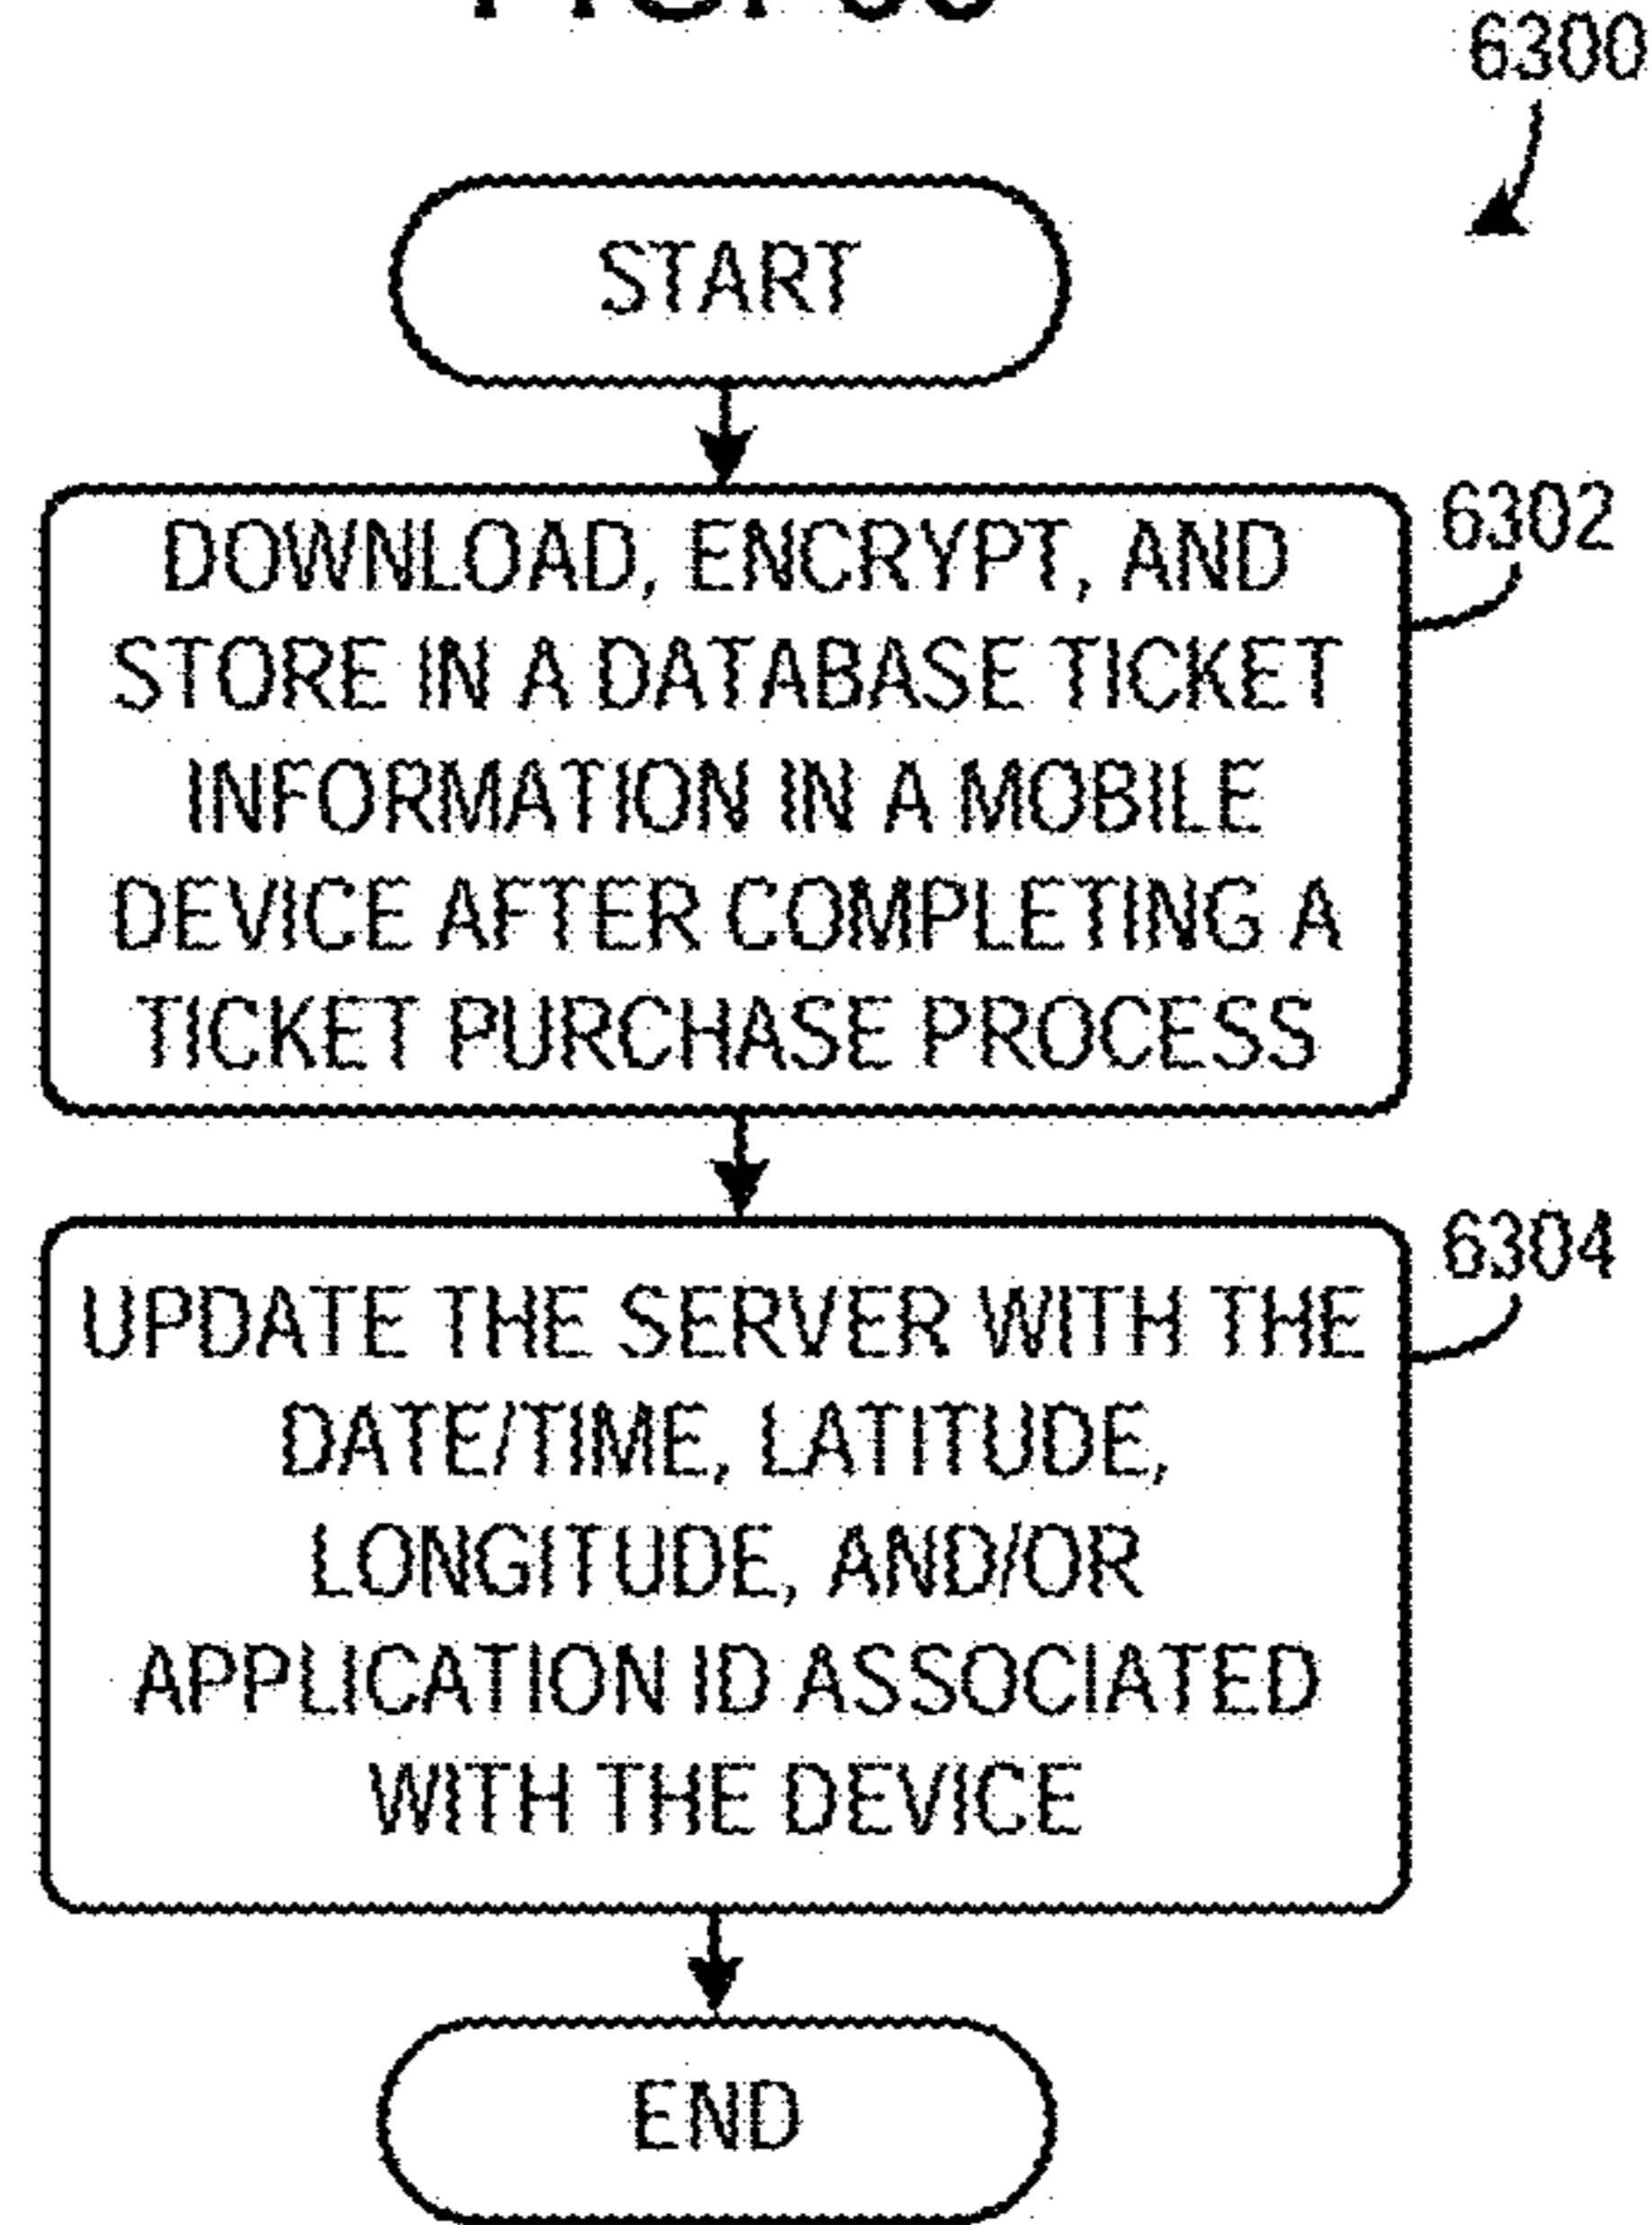 6300
START
DOWNLOAD, ENCRYPT, AND
6302
STORE IN A DATABASE TICKET
INFORMATION IN A MOBILE
DEVICE AFTER COMPLETING A
TICKET PURCHASE PROCESS
6304
UPDATE THE SERVER WITH THE
DATE/TIME, LATITUDE,
LONGITUDE, AND/OR
APPLICATION ID ASSOCIATED
WITH THE DEVICE
END